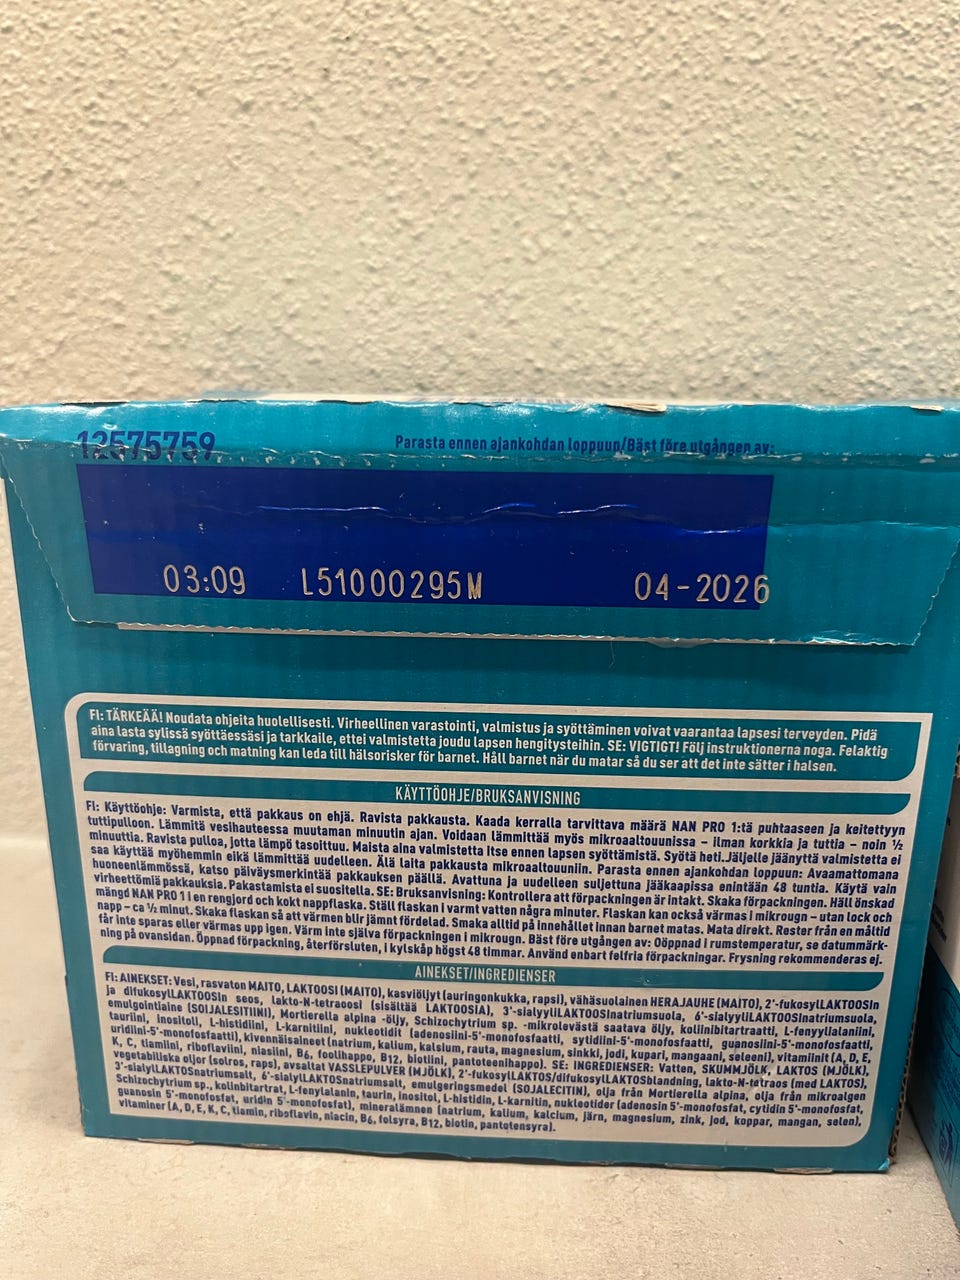 12575759
Parasta ennen ajankohdan loppuun/Bäst före utgången av:
03:09 L51000295M 04-2026
FI: TÄRKEÄÄ! Noudata ohjeita huolellisesti. Virheellinen varastointi, valmistus ja syöttäminen voivat vaarantaa lapsesi terveyden. Pidä
aina lasta sylissä syöttäessäsi ja tarkkaile, ettei valmistetta joudu lapsen hengitysteihin. SE: VIGTIGT! Följ instruktionerna noga. Felaktig
förvaring, tillagning och matning kan leda till hälsorisker för barnet. Håll barnet när du matar så du ser att det inte sätter i halsen.
KÄYTTÖOHJE/BRUKSANVISNING
FI: Käyttöohje: Varmista, että pakkaus on ehjä. Ravista pakkausta. Kaada kerralla tarvittava määrä NAN PRO 1:tä puhtaaseen ja keitettyyn
tuttipulloon. Lämmitä vesihauteessa muutaman minuutin ajan. Voidaan lämmittää myös mikroaaltouunissa – ilman korkkia ja tuttia – noin ½
minuuttia. Ravista pulloa, jotta lämpö tasoittuu. Maista aina valmistetta itse ennen lapsen syöttämistä. Syötä heti.Jäljelle jäänyttä valmistetta ei
saa käyttää myöhemmin eikä lämmittää uudelleen. Älä laita pakkausta mikroaaltouuniin. Parasta ennen ajankohdan loppuun: Avaamattomana
huoneenlämmössä, katso päiväysmerkintää pakkauksen päällä. Avattuna ja uudelleen suljettuna jääkaapissa enintään 48 tuntia. Käytä vain
virheettömiä pakkauksia. Pakastamista ei suositella. SE: Bruksanvisning: Kontrollera att förpackningen är intakt. Skaka förpackningen. Häll önskad
mängd NAN PRO 1 i en rengjord och kokt nappflaska. Ställ flaskan i varmt vatten några minuter. Flaskan kan också värmas i mikrougn – utan lock och
napp – ca ½ minut. Skaka flaskan så att värmen blir jämnt fördelad. Smaka alltid på innehållet innan barnet matas. Mata direkt. Rester från en måltid
får inte sparas eller värmas upp igen. Värm inte själva förpackningen i mikrougn. Bäst före utgången av: Oöppnad i rumstemperatur, se datummärk-
ning på ovansidan. Öppnad förpackning, återförsluten, i kylskåp högst 48 timmar. Använd enbart felfria förpackningar. Frysning rekommenderas ej.
AINEKSET/INGREDIENSER
FI: AINEKSET: Vesi, rasvaton MAITO, LAKTOOSI (MAITO), kasviöljyt (auringonkukka, rapsi), vähäsuolainen HERAJAUHE (MAITO), 2'-fukosylLAKTOOSIn
ja difukosylLAKTOOSIn seos, lakto-N-tetraoosi (sisältää LAKTOOSIA), 3'-sialyyliLAKTOOSInatriumsuola, 6'-sialyyliLAKTOOSInatriumsuola,
emulgointiaine (SOIJALESITIINI), Mortierella alpina -öljy, Schizochytrium sp. -mikrolevästä saatava öljy, koliinibitartraatti, L-fenyylialaniini,
tauriini, inositoli, L-histidiini, L-karnitiini, nukleotidit (adenosiini-5'-monofosfaatti, sytidiini-5'-monofosfaatti, guanosiini-5'-monofosfaatti,
uridiini-5'-monofosfaatti), kivennäisaineet (natrium, kalium, kalsium, rauta, magnesium, sinkki, jodi, kupari, mangaani, seleeni), vitamiinit (A, D, E,
K, C, tiamiini, riboflaviini, niasiini, B6, foolihappo, B12, biotiini, pantoteenihappo). SE: INGREDIENSER: Vatten, SKUMMJÖLK, LAKTOS (MJÖLK),
vegetabiliska oljor (solros, raps), avsaltat VASSLEPULVER (MJÖLK), 2'-fukosylLAKTOS/difukosylLAKTOSblandning, lakto-N-tetraos (med LAKTOS),
3'-sialylLAKTOSnatriumsalt, 6'-sialylLAKTOSnatriumsalt, emulgeringsmedel (SOJALECITIN), olja från Mortierella alpina, olja från mikroalgen
Schizochytrium sp., kolinbitartrat, L-fenylalanin, taurin, inositol, L-histidin, L-karnitin, nukleotider (adenosin 5'-monofosfat, cytidin 5'-monofosfat,
guanosin 5'-monofosfat, uridin 5'-monofosfat), mineralämnen (natrium, kalium, kalcium, järn, magnesium, zink, jod, koppar, mangan, selen),
vitaminer (A, D, E, K, C, tiamin, riboflavin, niacin, B6, folsyra, B12, biotin, pantotensyra).